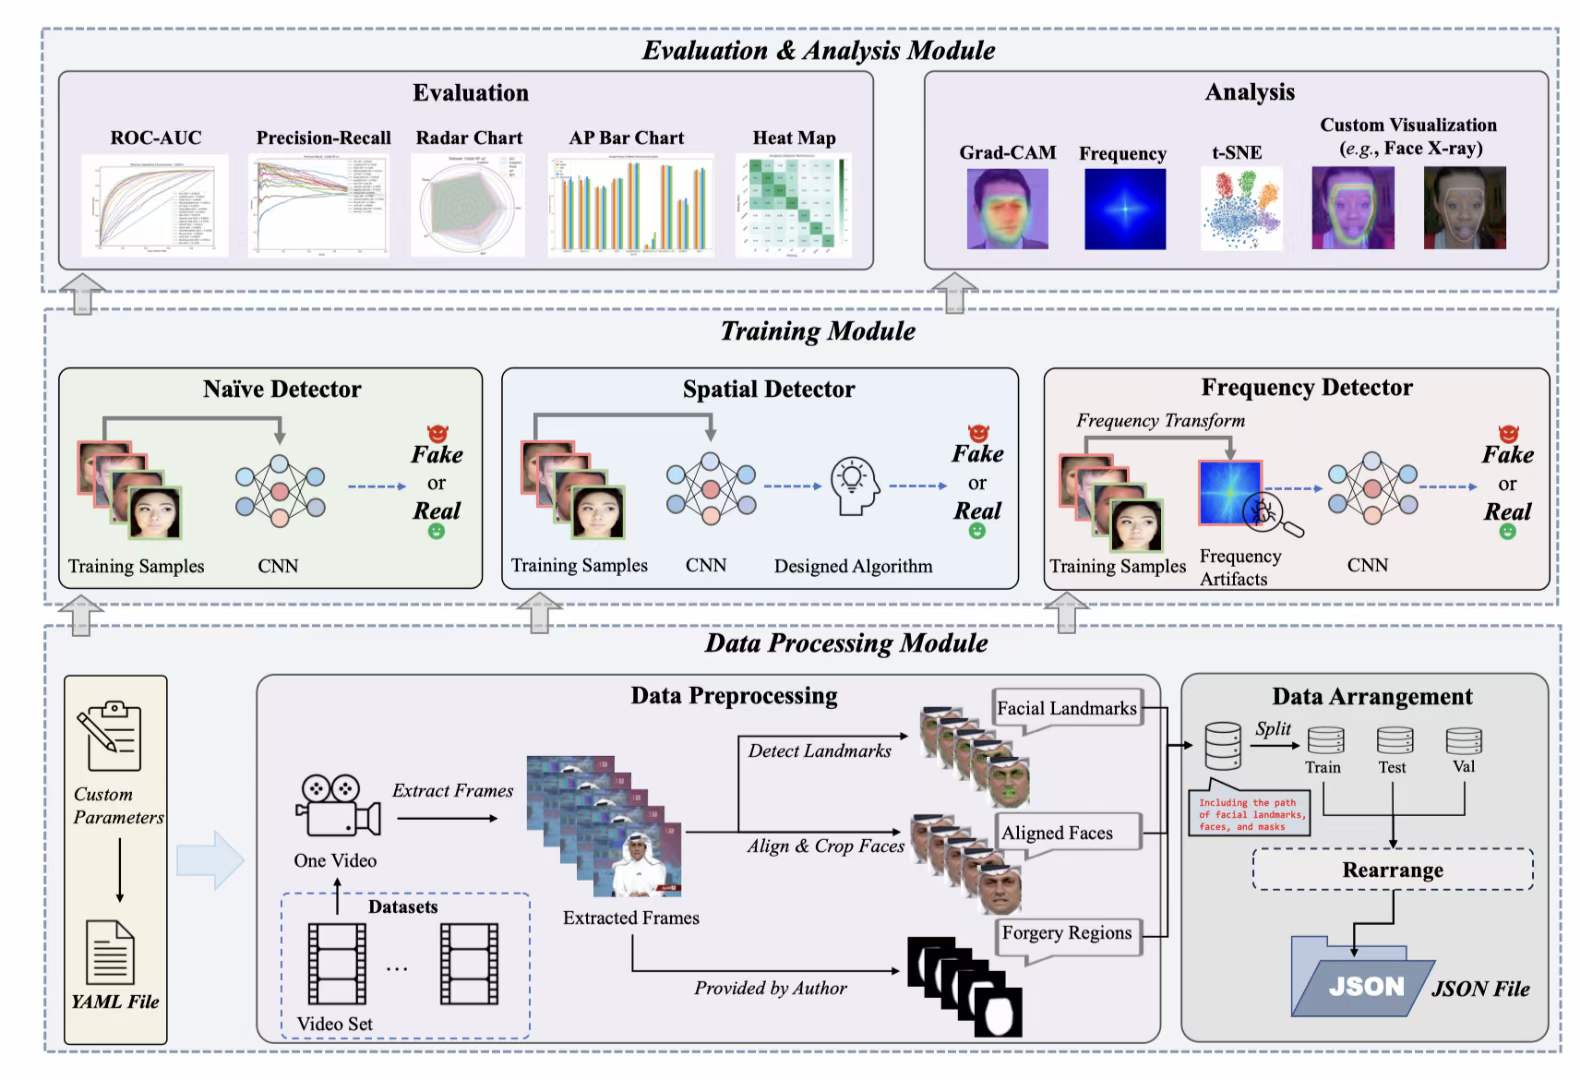 Evaluation & Analysis Module
Evaluation
ROC-AUC
Precision-Recall
Radar Chart
AP Bar Chart
Heat Map
Analysis
Grad-CAM
Frequency
t-SNE
Custom Visualization
(e.g., Face X-ray)
Training Module
Naïve Detector
Fake
or
Real
Training Samples
CNN
Spatial Detector
Fake
or
Real
Training Samples
CNN
Designed Algorithm
Frequency Detector
Frequency Transform
Fake
or
Real
Training Samples
Frequency
Artifacts
CNN
Data Processing Module
Custom
Parameters
YAML File
Data Preprocessing
One Video
Extract Frames
Datasets
...
Video Set
Extracted Frames
Detect Landmarks
Align & Crop Faces
Provided by Author
Facial Landmarks
Aligned Faces
Forgery Regions
Data Arrangement
Split
Train
Test
Val
Including the path
of facial landmarks,
faces, and masks
Rearrange
JSON
JSON File